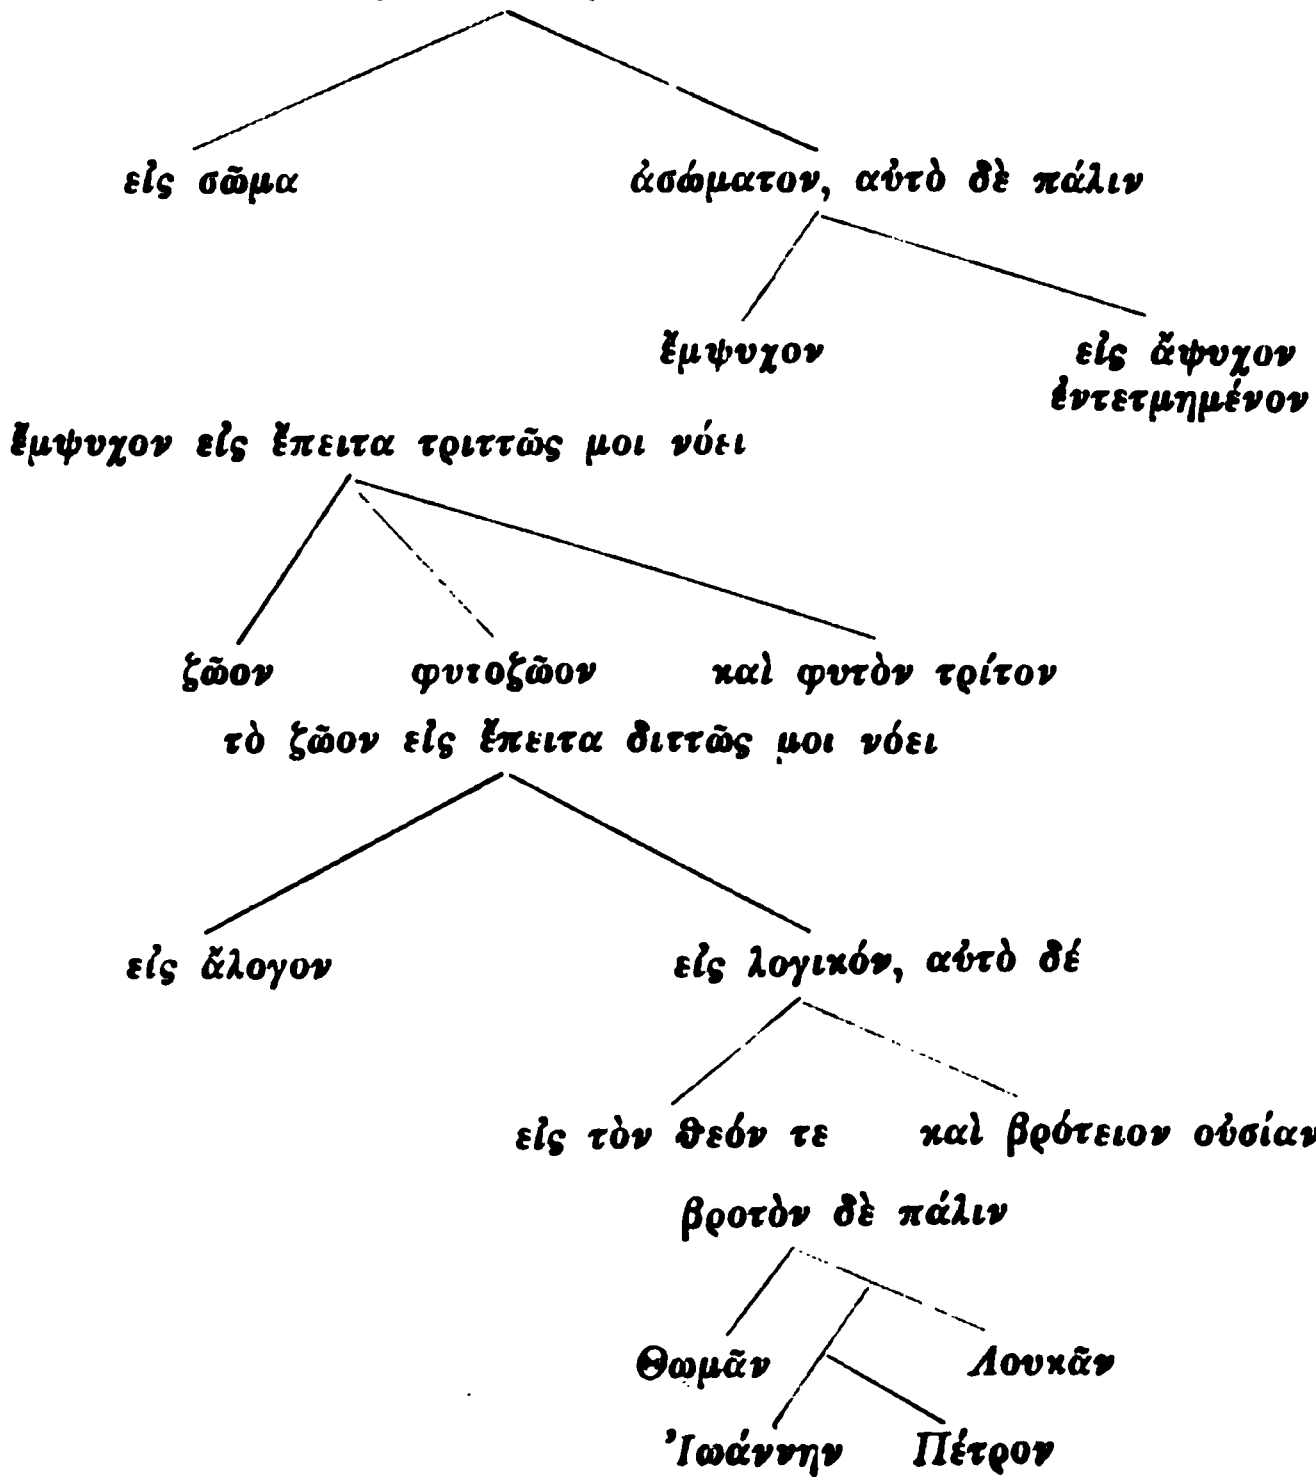 εἰς σῶμα ἀσώματον, αὐτὸ δὲ πάλιν
ἔμψυχον εἰς ἄψυχον
ἐντετμημένον
ἔμψυχον εἰς ἔπειτα τριττῶς μοι νόει
ζῶον φυτοζῶον καὶ φυτὸν τρίτον
τὸ ζῶον εἰς ἔπειτα διττῶς μοι νόει
εἰς ἄλογον εἰς λογικόν, αὐτὸ δέ
εἰς τὸν θεόν τε καὶ βρότειον οὐσίαν
βροτὸν δὲ πάλιν
Θωμᾶν Λουκᾶν
Ἰωάννην Πέτρον